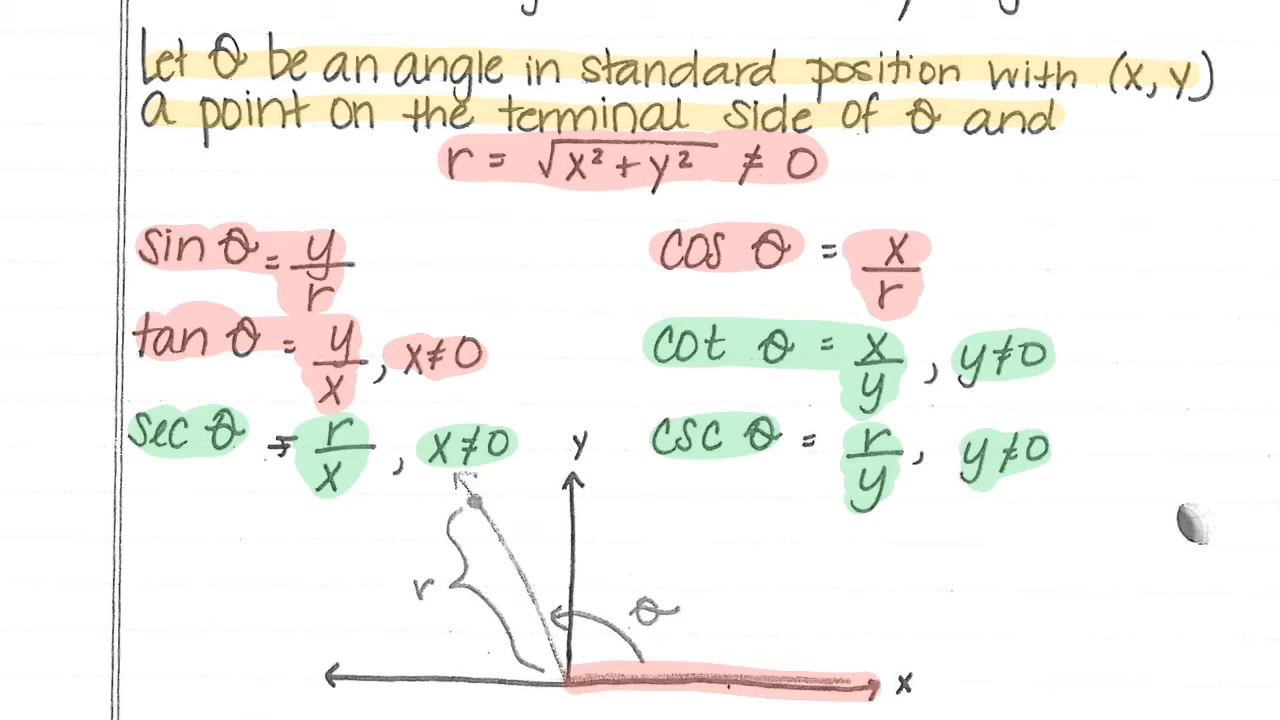 Let θ be an angle in standard position with (x, y)
a point on the terminal side of θ and
r = √x² + y² ≠ 0
sin θ = y/r cos θ = x/r
tan θ = y/x , x≠0 cot θ = x/y , y≠0
sec θ = r/x , x≠0 csc θ = r/y , y≠0
y
r
θ
x